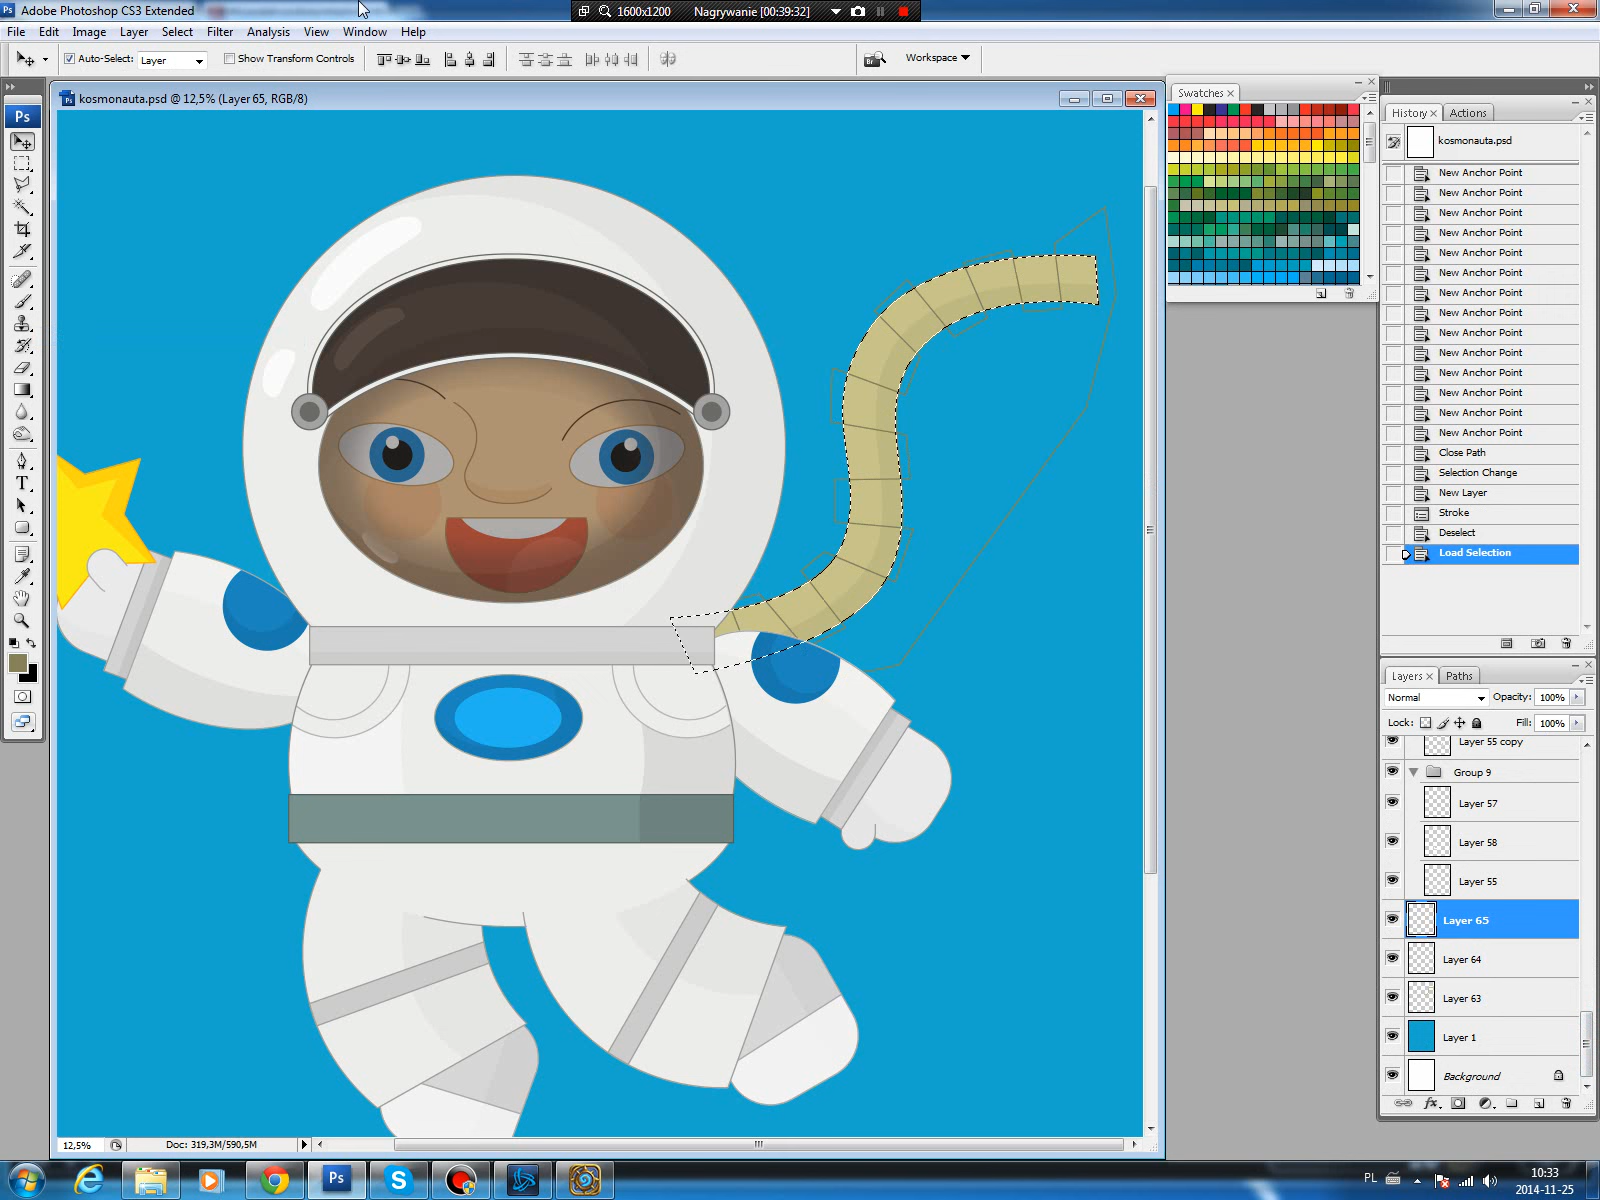 Ps Adobe Photoshop CS3 Extended
1600x1200 Nagrywanie [00:39:32]
File Edit Image Layer Select Filter Analysis View Window Help
Auto-Select: Layer Show Transform Controls Br Workspace
Ps kosmonauta.psd @ 12,5% (Layer 65, RGB/8)
Ps
T
Swatches
History Actions
kosmonauta.psd
New Anchor Point
New Anchor Point
New Anchor Point
New Anchor Point
New Anchor Point
New Anchor Point
New Anchor Point
New Anchor Point
New Anchor Point
New Anchor Point
New Anchor Point
New Anchor Point
New Anchor Point
New Anchor Point
Close Path
Selection Change
New Layer
Stroke
Deselect
Load Selection
Layers Paths
Normal Opacity: 100%
Lock: Fill: 100%
Layer 55 copy
Group 9
Layer 57
Layer 58
Layer 55
Layer 65
Layer 64
Layer 63
Layer 1
Background
fx
12,5% Doc: 319,3M/590,5M
Ps S PL 10:33
2014-11-25